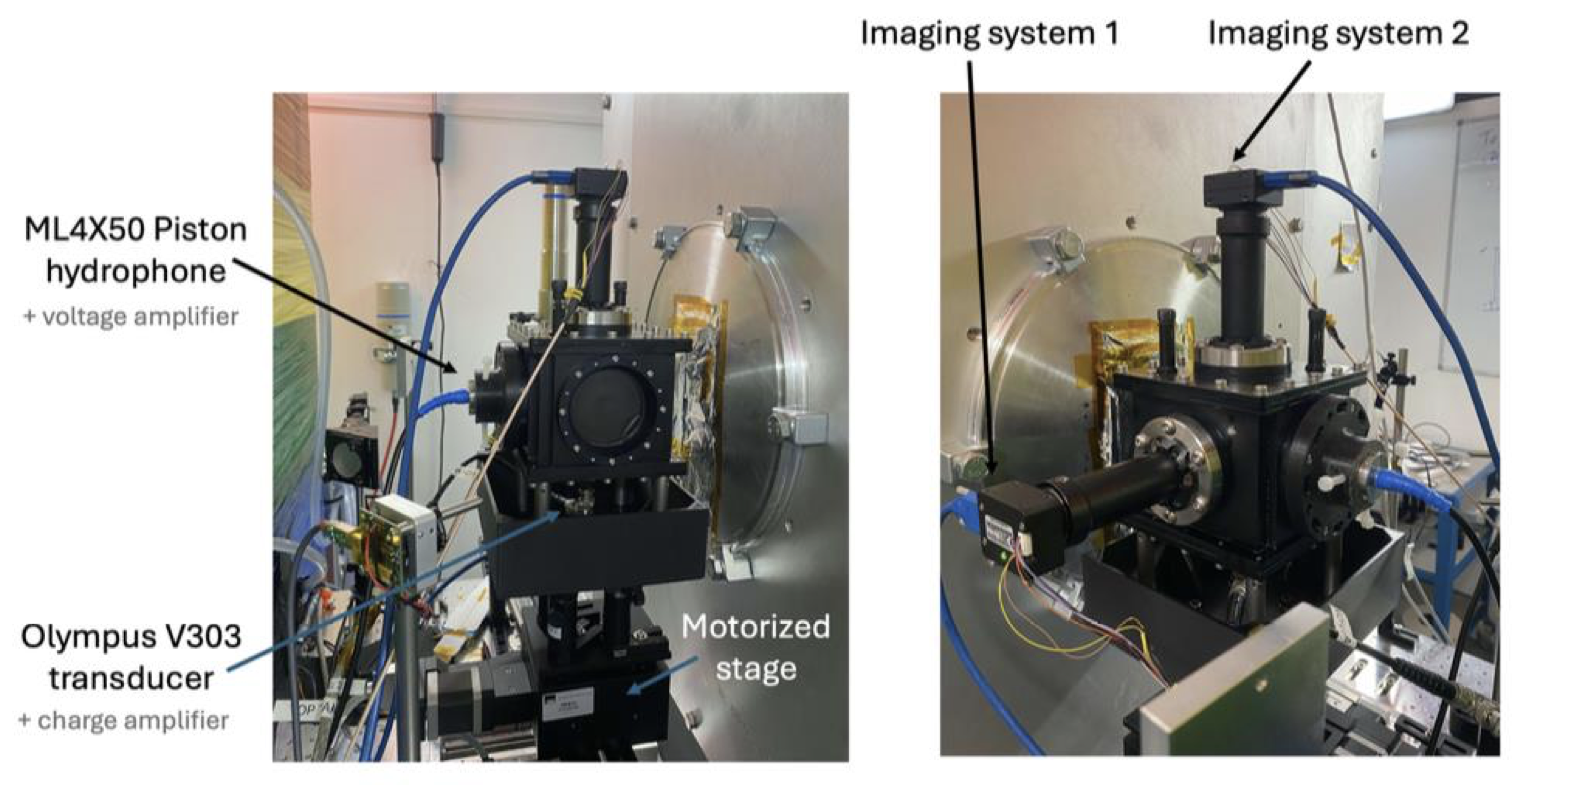 Imaging system 1
Imaging system 2
ML4X50 Piston
hydrophone
+ voltage amplifier
Olympus V303
transducer
+ charge amplifier
Motorized
stage